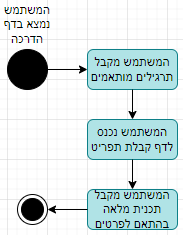 המשתמש
נמצא בדף
הדרכה
המשתמש מקבל
תרגילים מותאמים
המשתמש נכנס
לדף קבלת תפריט
המשתמש מקבל
תכנית מלאה
בהתאם לפרטים